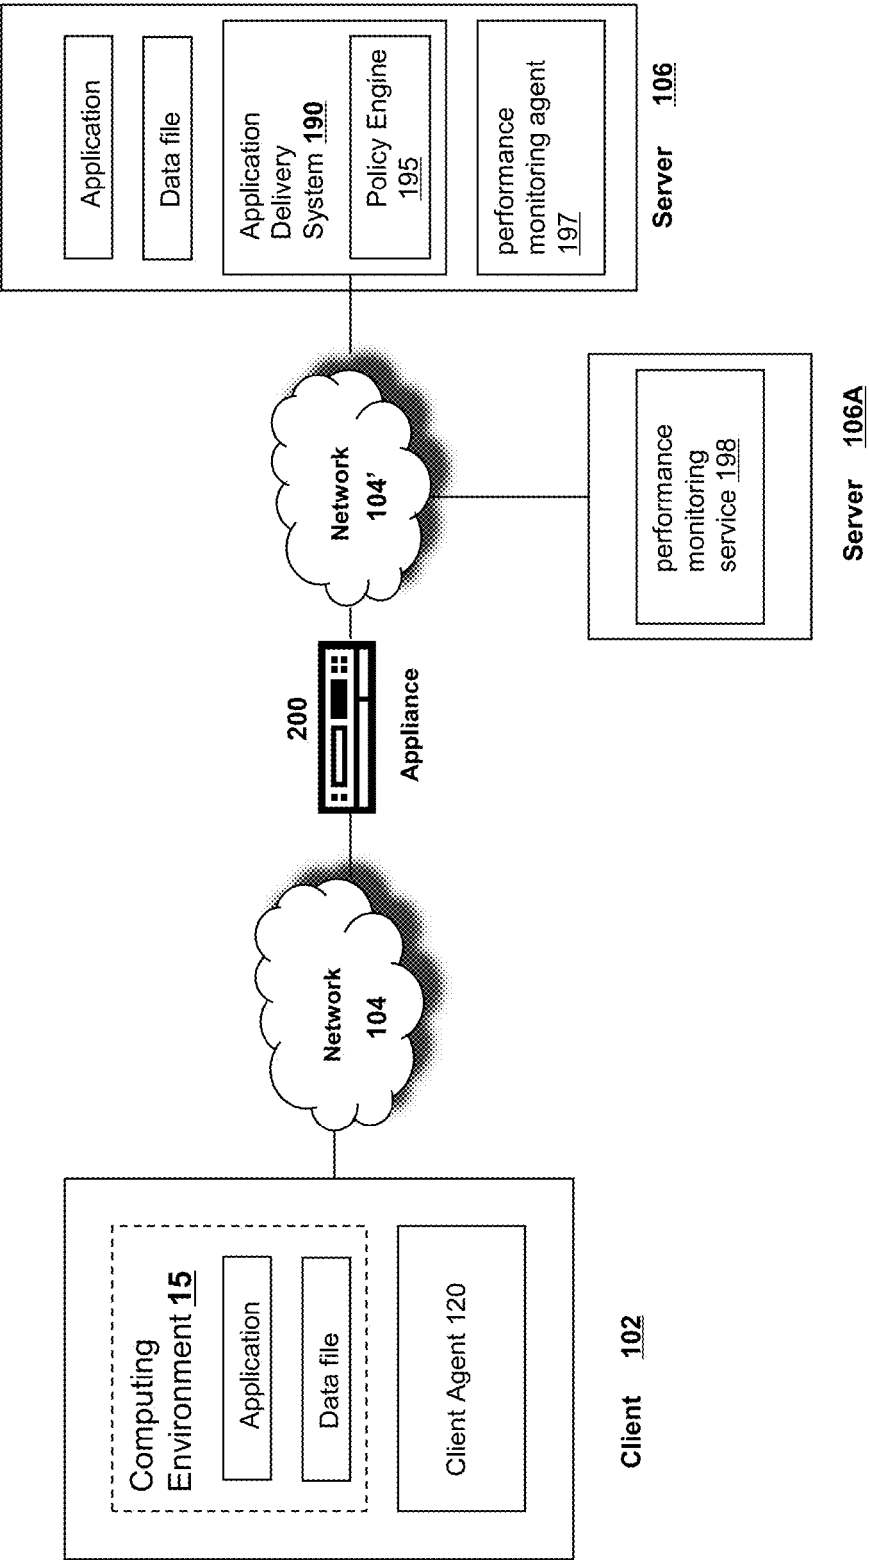 Computing
Environment 15
Application
Data file
Client Agent 120
Client 102
Network
104
200
Appliance
Network
104'
Application
Data file
Application
Delivery
System 190
Policy Engine
195
performance
monitoring agent
197
Server 106
performance
monitoring
service 198
Server 106A